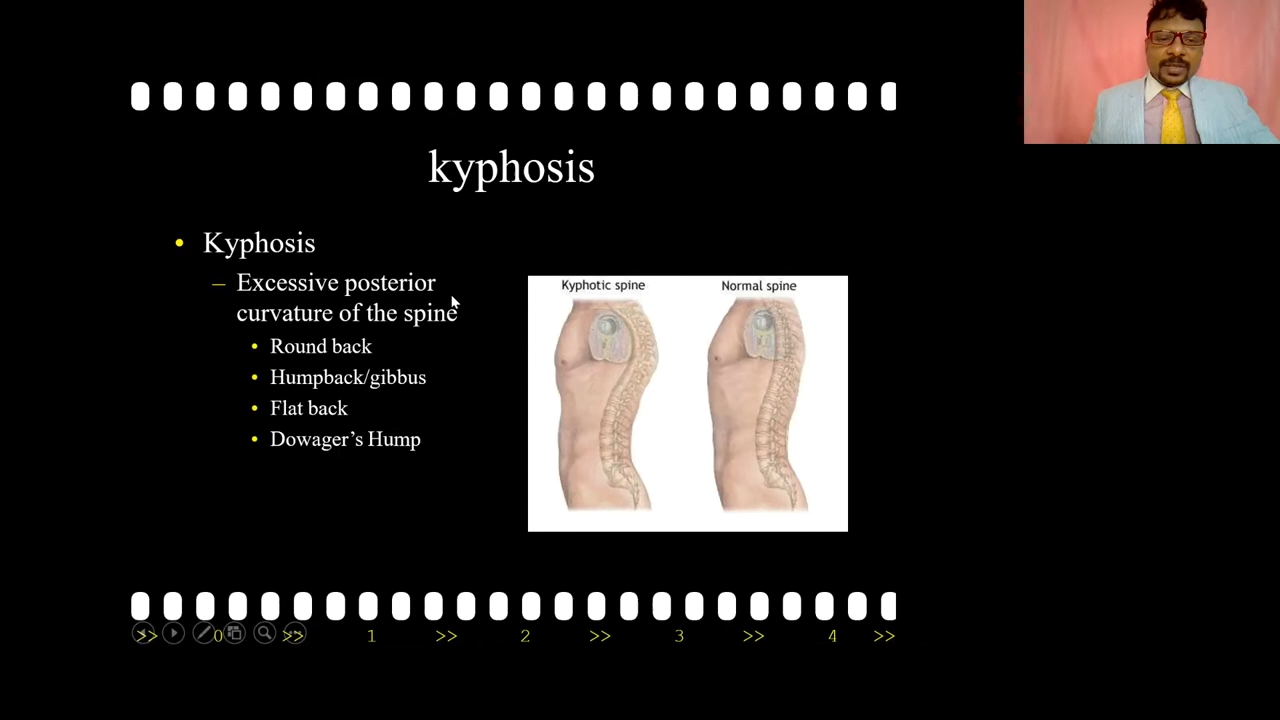 kyphosis
• Kyphosis
– Excessive posterior
curvature of the spine
• Round back
• Humpback/gibbus
• Flat back
• Dowager’s Hump
Kyphotic spine
Normal spine
>> 0 >> 1 >> 2 >> 3 >> 4 >>